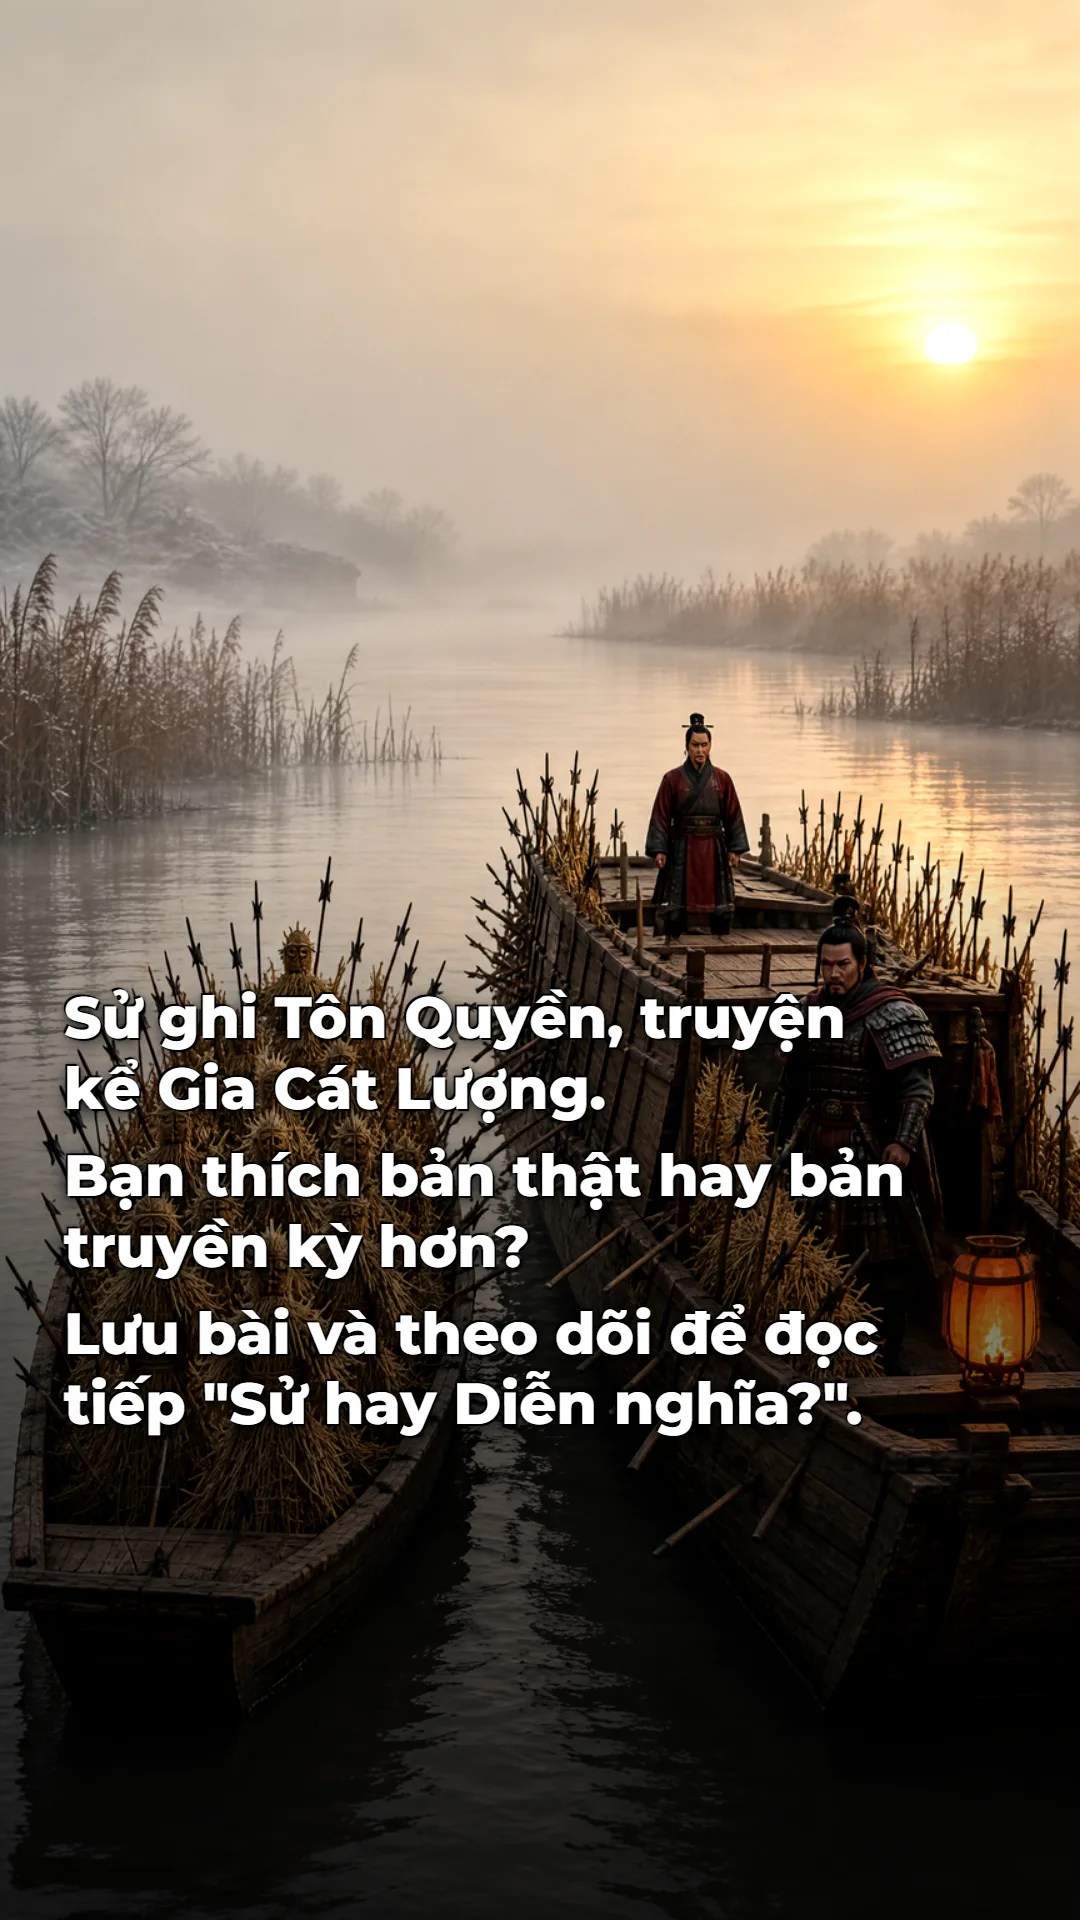 Sử ghi Tôn Quyền, truyện
kể Gia Cát Lượng.
Bạn thích bản thật hay bản
truyền kỳ hơn?
Lưu bài và theo dõi để đọc
tiếp "Sử hay Diễn nghĩa?".